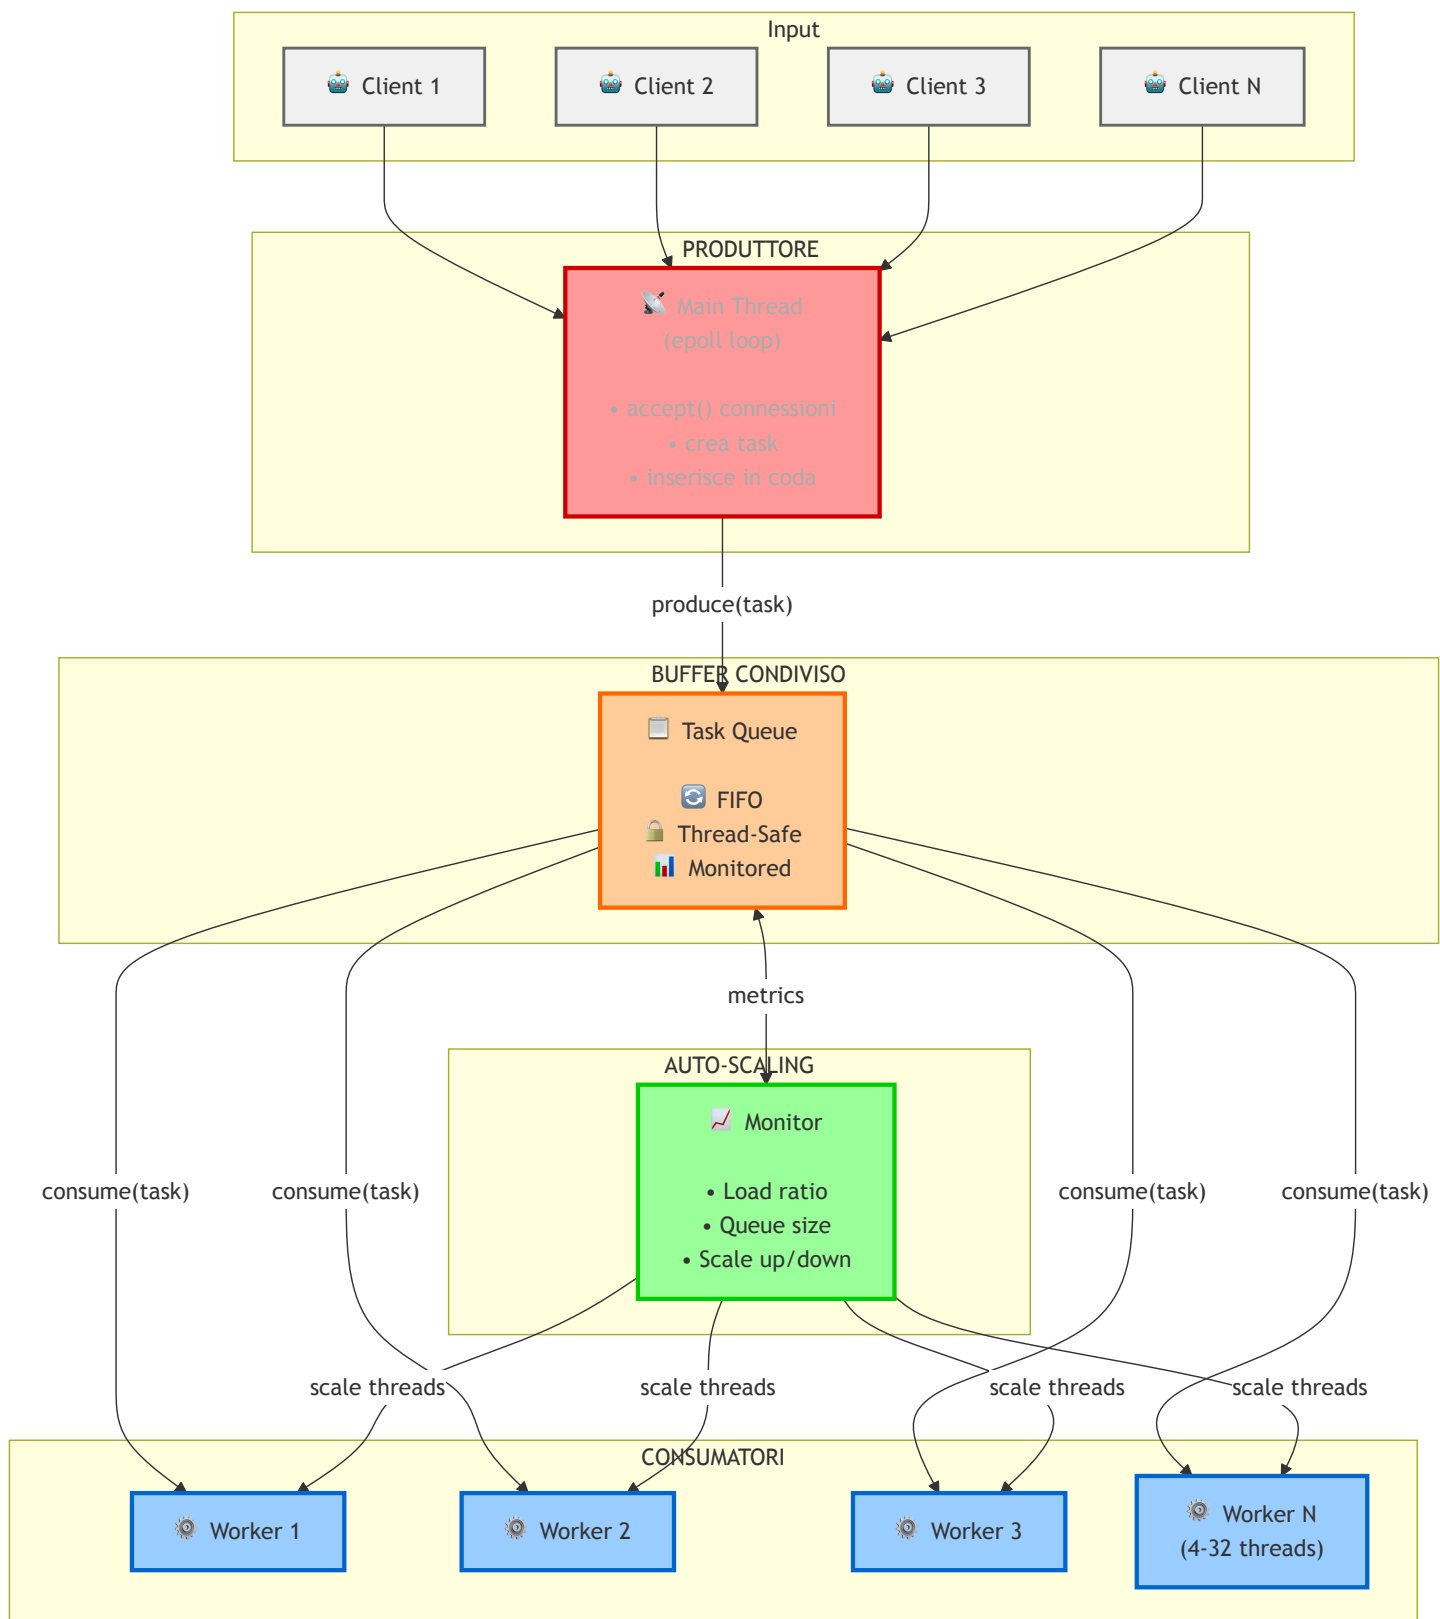 Input
🤖 Client 1
🤖 Client 2
🤖 Client 3
🤖 Client N
PRODUTTORE
📡 Main Thread
(epoll loop)
• accept() connessioni
• crea task
• inserisce in coda
produce(task)
BUFFER CONDIVISO
📋 Task Queue
🔄 FIFO
🔒 Thread-Safe
📊 Monitored
metrics
AUTO-SCALING
📈 Monitor
• Load ratio
• Queue size
• Scale up/down
consume(task)
consume(task)
consume(task)
consume(task)
scale threads
scale threads
scale threads
scale threads
CONSUMATORI
⚙️ Worker 1
⚙️ Worker 2
⚙️ Worker 3
⚙️ Worker N
(4-32 threads)